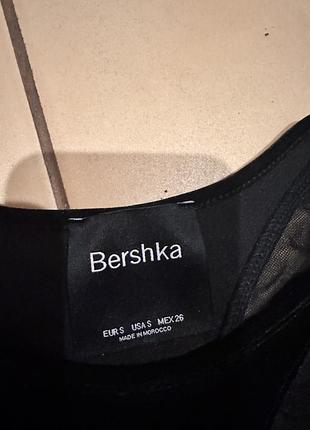 Bershka
EUR S USA S MEX 26
MADE IN MOROCCO